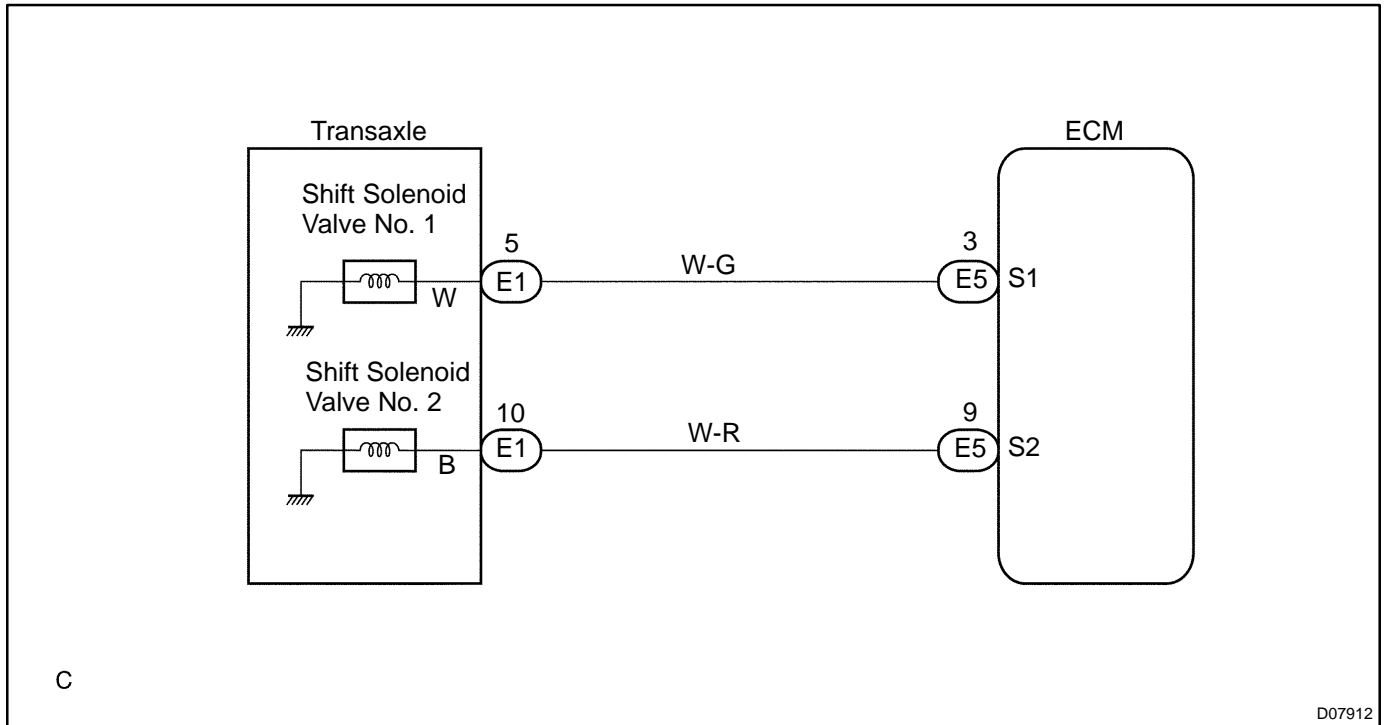 Transaxle
ECM
Shift Solenoid
Valve No. 1
5
3
W-G
E1
E5
S1
W
Shift Solenoid
Valve No. 2
10
9
W-R
E1
E5
S2
B
C
D07912